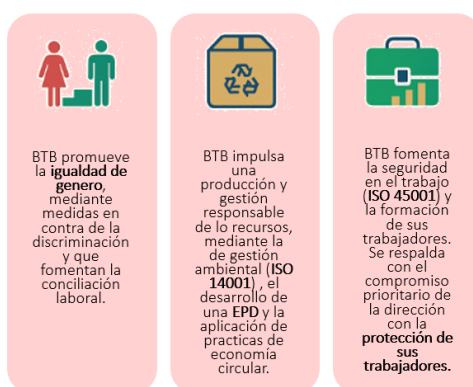 BTB promueve
la igualdad de
genero,
mediante
medidas en
contra de la
discriminación
y que
fomentan la
conciliación
laboral.
BTB impulsa
una
producción y
gestión
responsable
de lo recursos,
mediante la
de gestión
ambiental (ISO
14001) , el
desarrollo de
una EPD y la
aplicación de
practicas de
economía
circular.
BTB fomenta
la seguridad
en el trabajo
(ISO 45001) y
la formación
de sus
trabajadores.
Se respalda
con el
compromiso
prioritario de
la dirección
con la
protección de
sus
trabajadores.